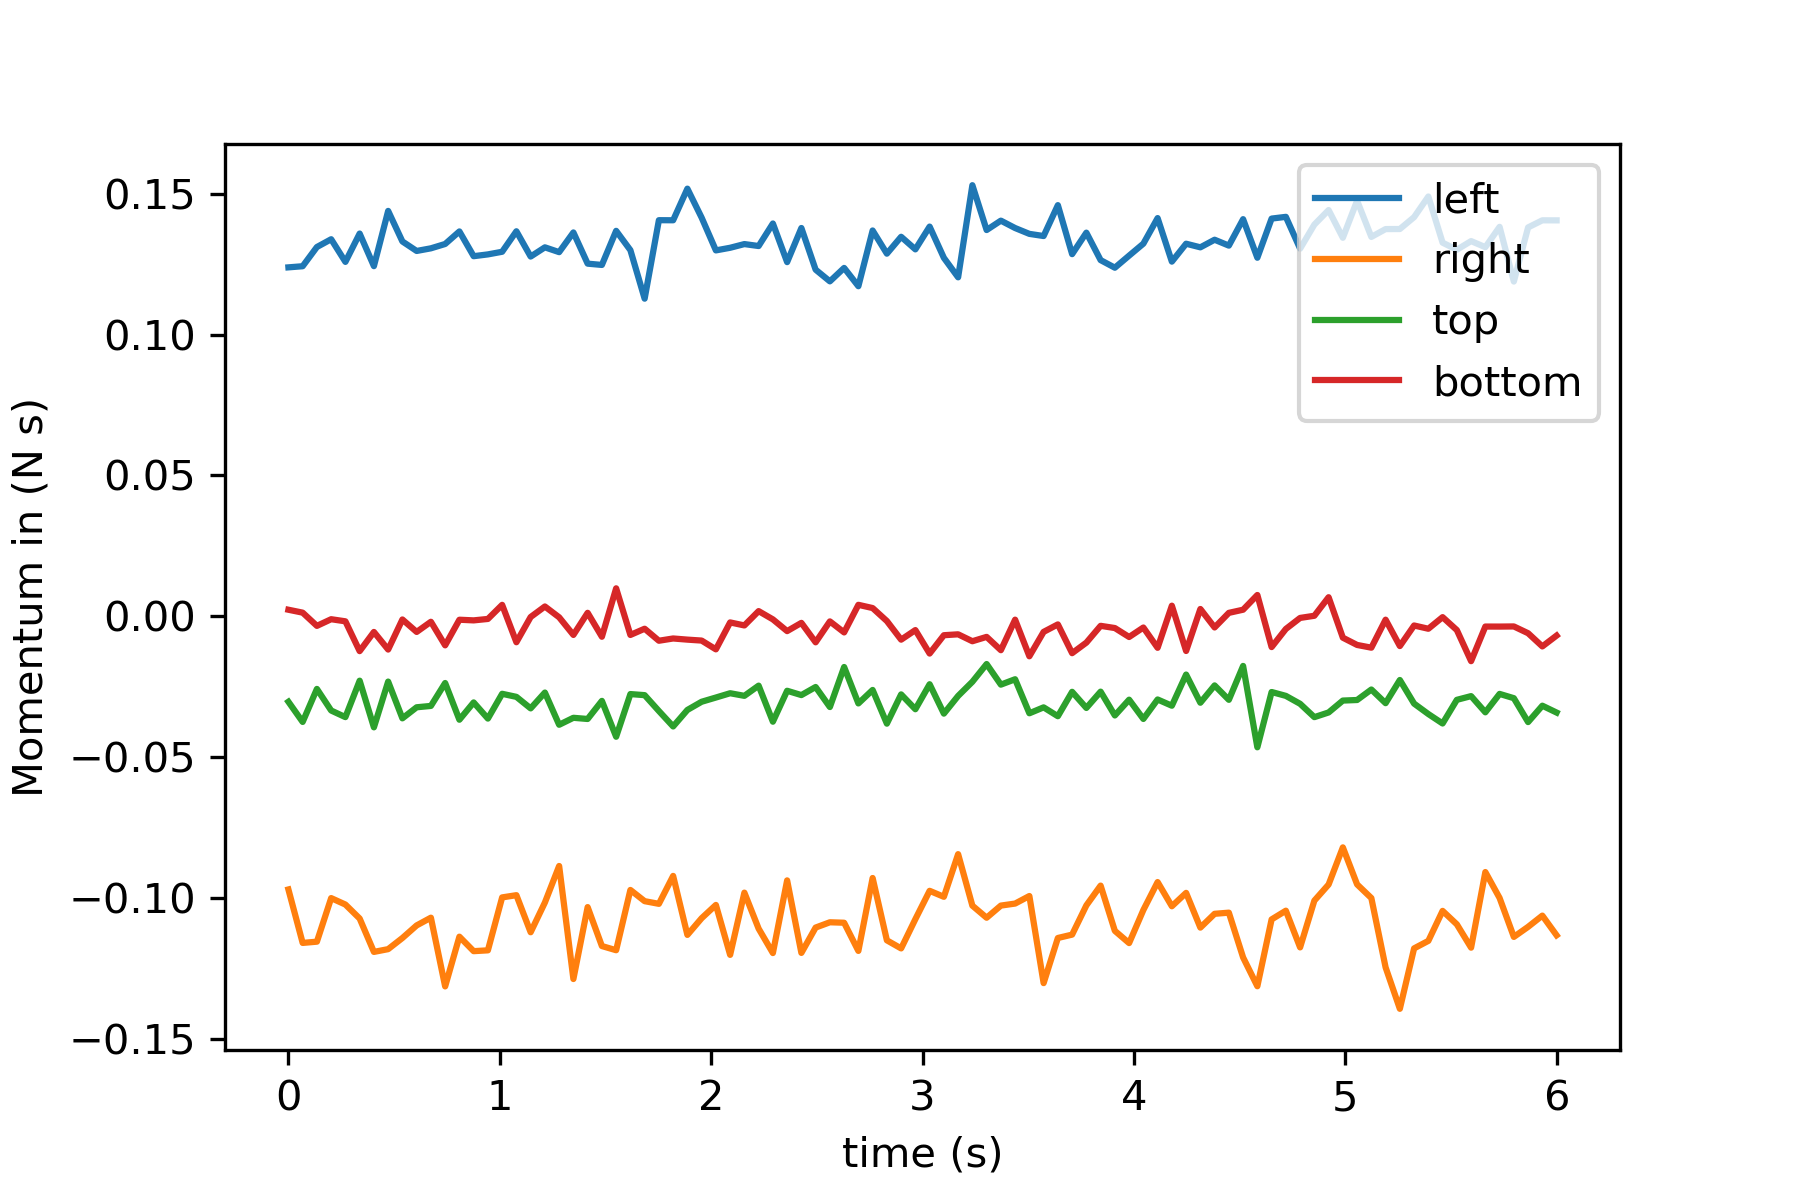 0.15
0.10
0.05
0.00
−0.05
−0.10
−0.15
Momentum in (N s)
left
right
top
bottom
0 1 2 3 4 5 6
time (s)